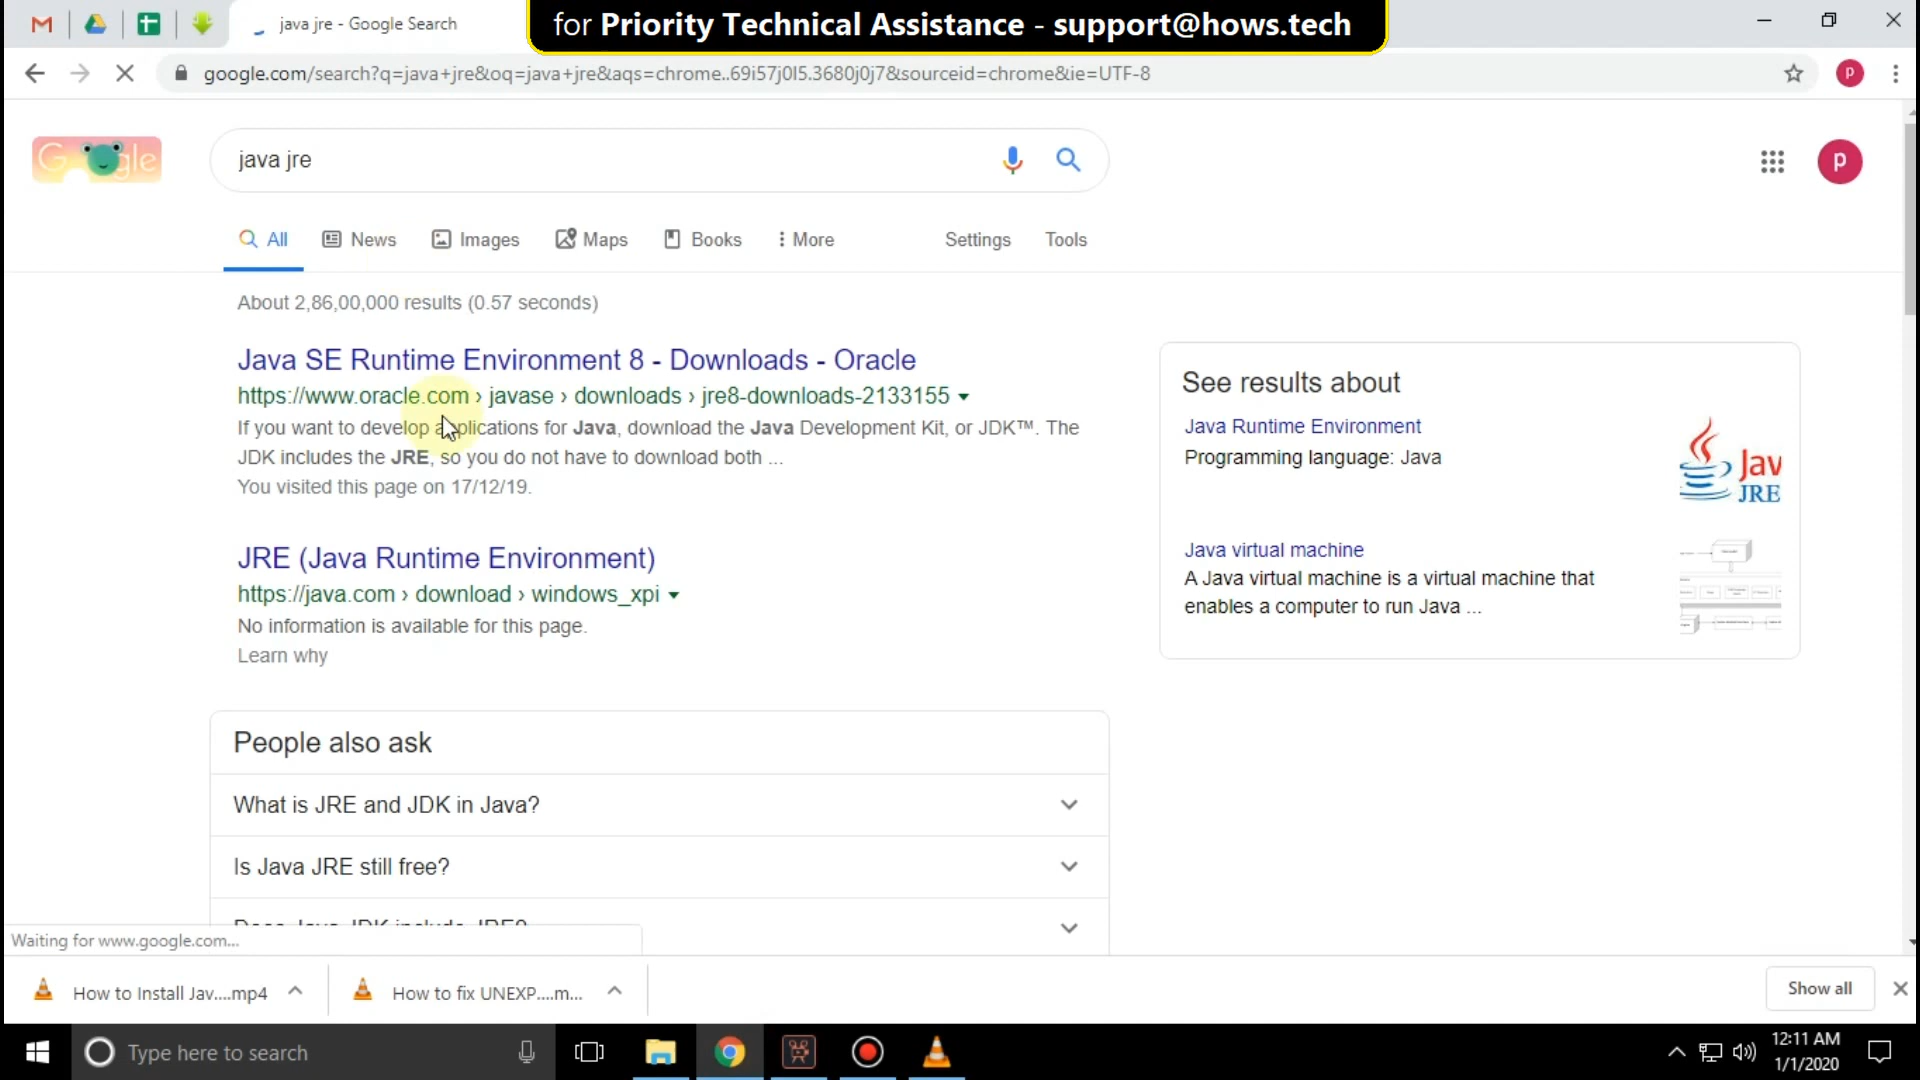 java jre - Google Search
for Priority Technical Assistance - support@hows.tech
google.com/search?q=java+jre&oq=java+jre&aqs=chrome..69i57j0l5.3680j0j7&sourceid=chrome&ie=UTF-8
p
Google
java jre
p
All
News
Images
Maps
Books
More
Settings
Tools
About 2,86,00,000 results (0.57 seconds)
Java SE Runtime Environment 8 - Downloads - Oracle
https://www.oracle.com › javase › downloads › jre8-downloads-2133155
If you want to develop applications for Java, download the Java Development Kit, or JDK™. The
JDK includes the JRE, so you do not have to download both ...
You visited this page on 17/12/19.
JRE (Java Runtime Environment)
https://java.com › download › windows_xpi
No information is available for this page.
Learn why
See results about
Java Runtime Environment
Programming language: Java
Jav
JRE
Java virtual machine
A Java virtual machine is a virtual machine that
enables a computer to run Java ...
People also ask
What is JRE and JDK in Java?
Is Java JRE still free?
Does Java JDK include JRE?
Waiting for www.google.com...
How to Install Jav....mp4
How to fix UNEXP....m...
Show all
Type here to search
12:11 AM
1/1/2020